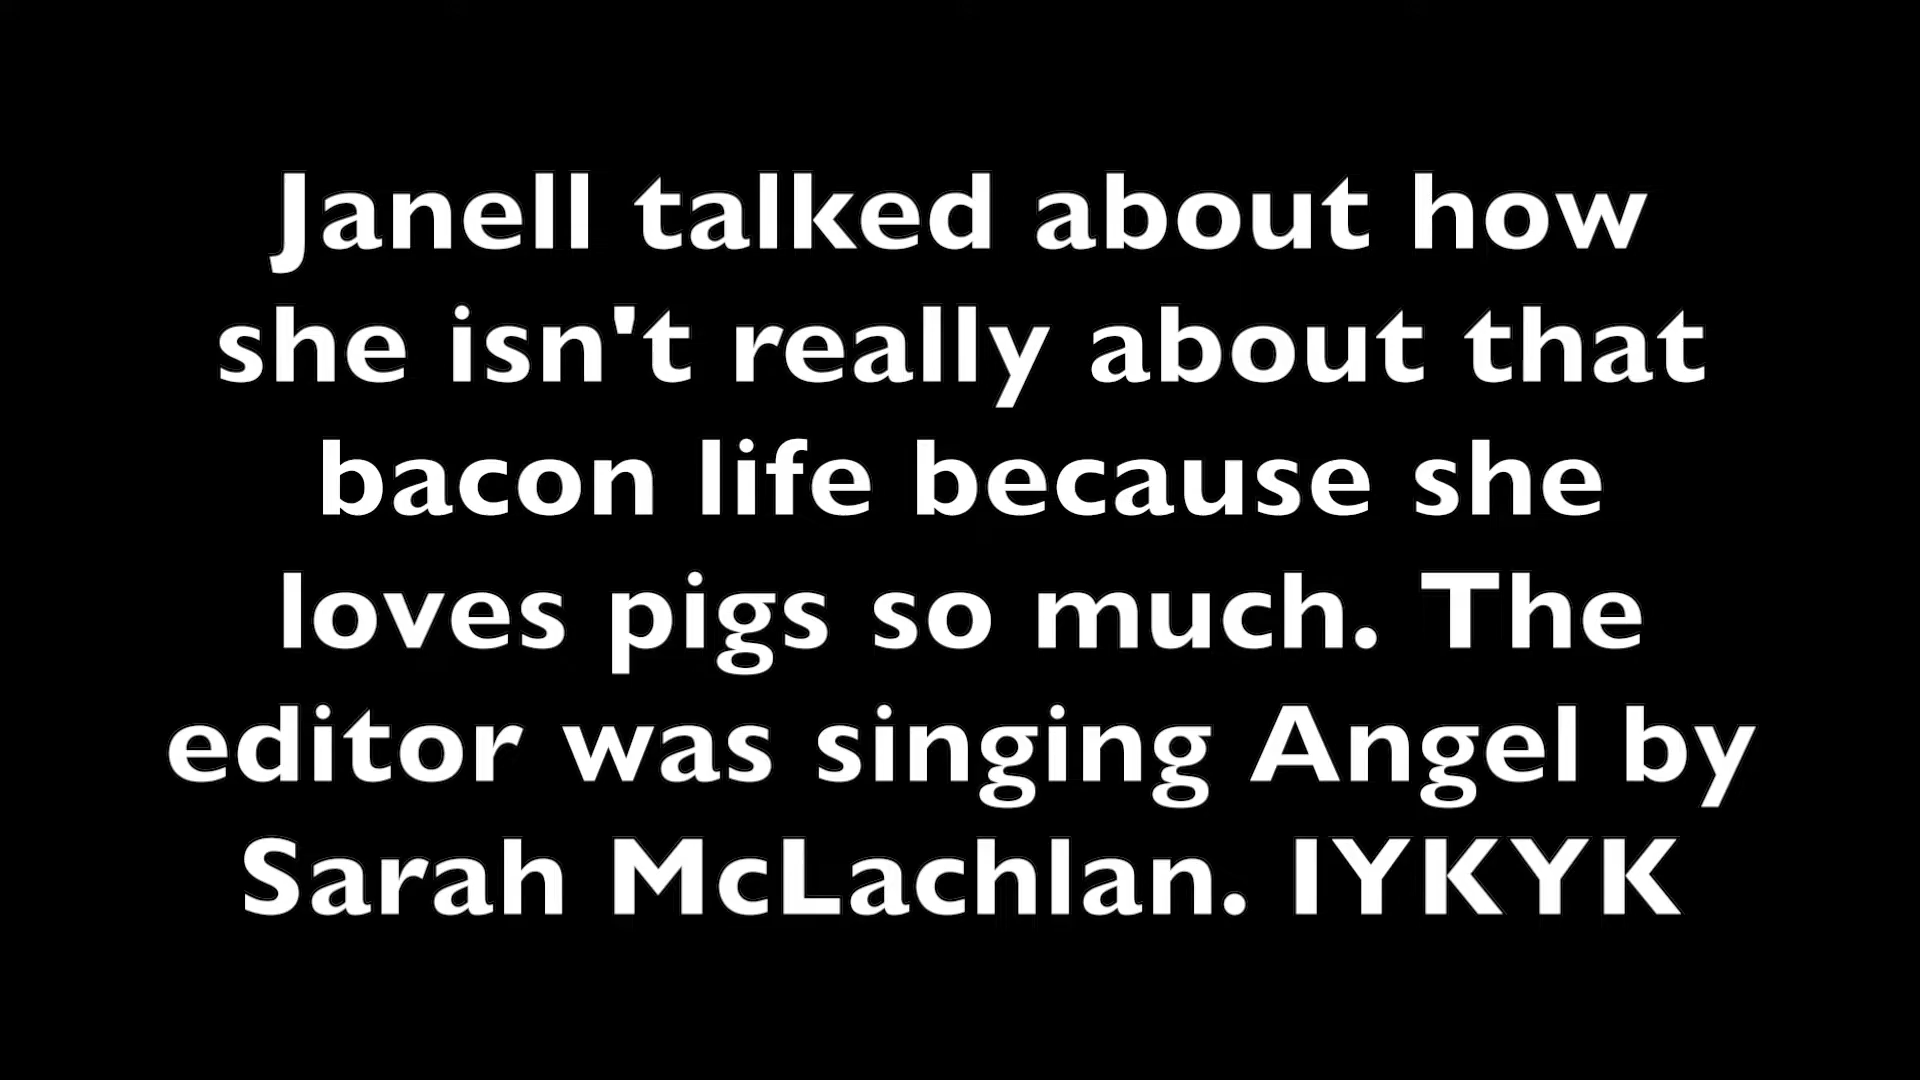 Janell talked about how
she isn't really about that
bacon life because she
loves pigs so much. The
editor was singing Angel by
Sarah McLachlan. IYKYK